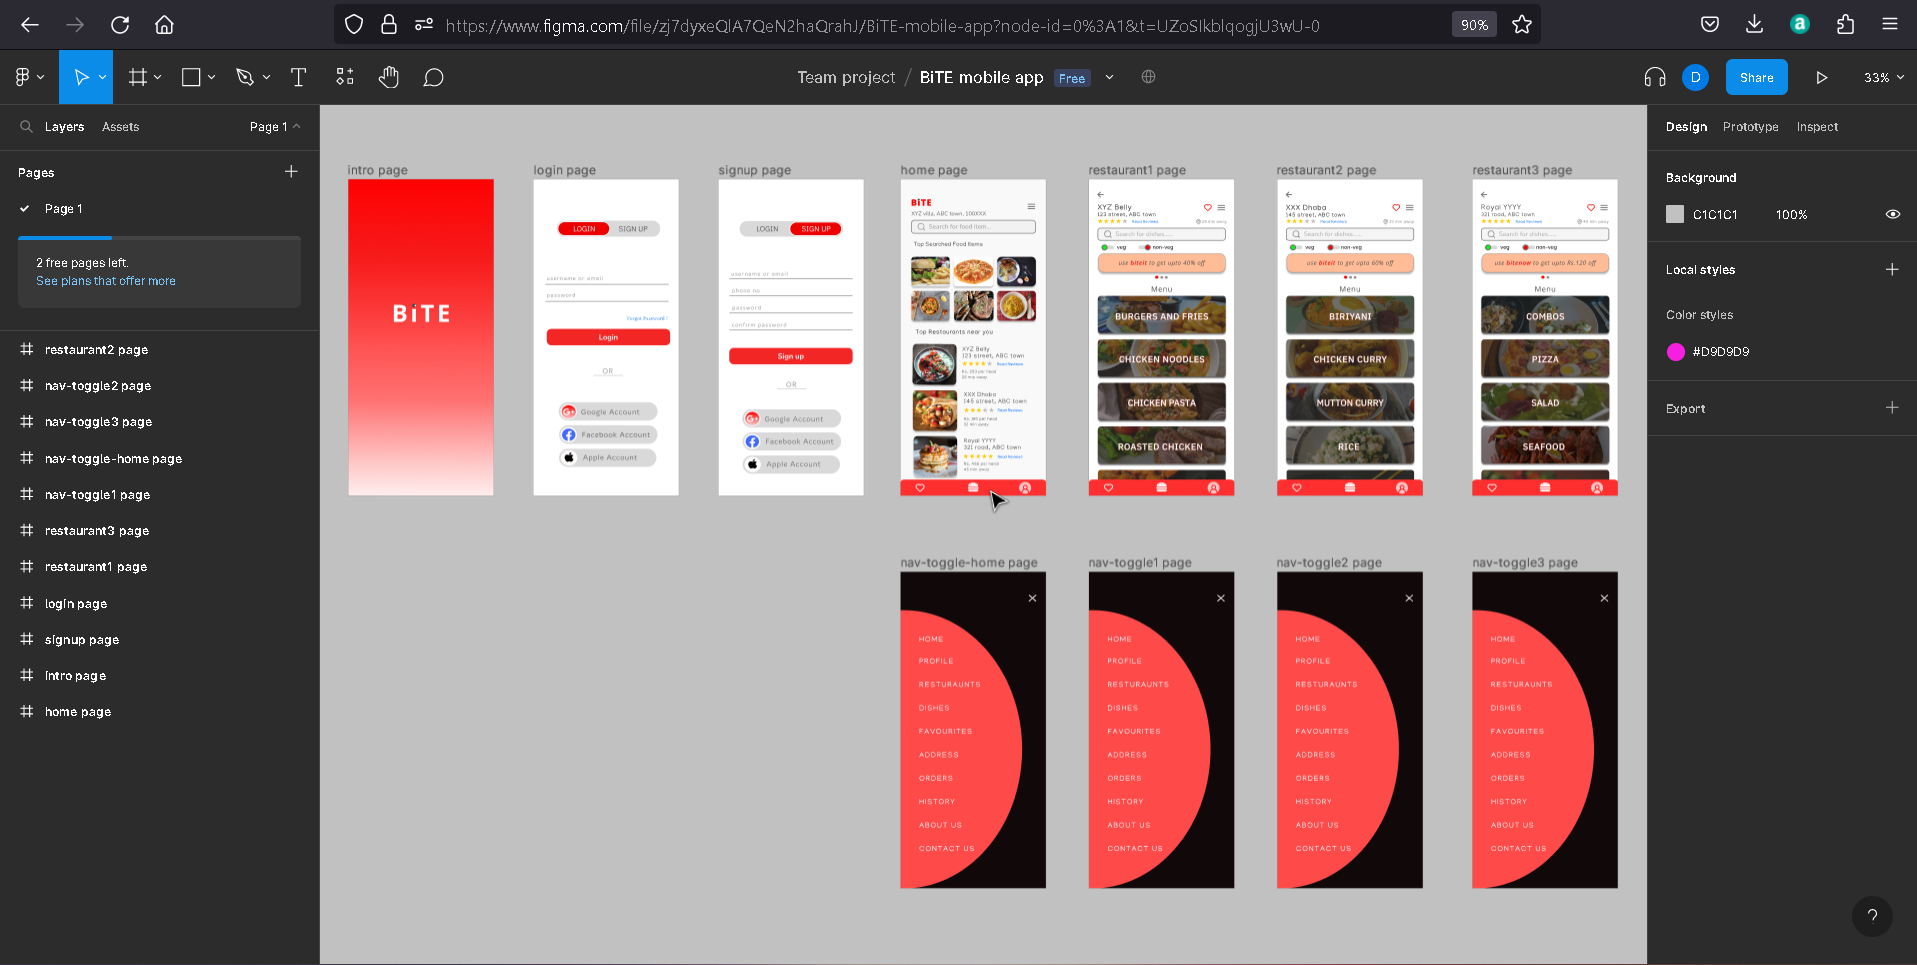 https://www.figma.com/file/zj7dyxeQlA7QeN2haQrahJ/BiTE-mobile-app?node-id=0%3A1&t=UZoSIkblqogjU3wU-0
90%
Team project / BiTE mobile app Free
D
Share
33%
Layers Assets Page 1
Pages
Page 1
2 free pages left.
See plans that offer more
restaurant2 page
nav-toggle2 page
nav-toggle3 page
nav-toggle-home page
nav-toggle1 page
restaurant3 page
restaurant1 page
login page
signup page
intro page
home page
intro page
BiTE
login page
LOGIN SIGN UP
username or email
password
Forgot Password ?
Login
OR
Google Account
Facebook Account
Apple Account
signup page
LOGIN SIGN UP
username or email
phone no
password
confirm password
Sign up
OR
Google Account
Facebook Account
Apple Account
home page
BiTE
XYZ villa, ABC town, 100XXX
Search for food item...
Top Searched Food Items
Top Restaurants near you
XYZ Belly
123 street, ABC town
Read Reviews
XXX Dhaba
145 street, ABC town
Read Reviews
Royal YYYY
321 road, ABC town
Read Reviews
restaurant1 page
XYZ Belly
123 street, ABC town
Read Reviews
Search for dishes.....
veg non-veg
use biteit to get upto 40% off
Menu
BURGERS AND FRIES
CHICKEN NOODLES
CHICKEN PASTA
ROASTED CHICKEN
restaurant2 page
XXX Dhaba
145 street, ABC town
Read Reviews
Search for dishes.....
veg non-veg
use biteit to get upto 60% off
Menu
BIRIYANI
CHICKEN CURRY
MUTTON CURRY
RICE
restaurant3 page
Royal YYYY
321 road, ABC town
Read Reviews
Search for dishes.....
veg non-veg
use bitenow to get upto Rs.120 off
Menu
COMBOS
PIZZA
SALAD
SEAFOOD
nav-toggle-home page
HOME
PROFILE
RESTURAUNTS
DISHES
FAVOURITES
ADDRESS
ORDERS
HISTORY
ABOUT US
CONTACT US
nav-toggle1 page
HOME
PROFILE
RESTURAUNTS
DISHES
FAVOURITES
ADDRESS
ORDERS
HISTORY
ABOUT US
CONTACT US
nav-toggle2 page
HOME
PROFILE
RESTURAUNTS
DISHES
FAVOURITES
ADDRESS
ORDERS
HISTORY
ABOUT US
CONTACT US
nav-toggle3 page
HOME
PROFILE
RESTURAUNTS
DISHES
FAVOURITES
ADDRESS
ORDERS
HISTORY
ABOUT US
CONTACT US
Design Prototype Inspect
Background
C1C1C1 100%
Local styles
Color styles
#D9D9D9
Export
?